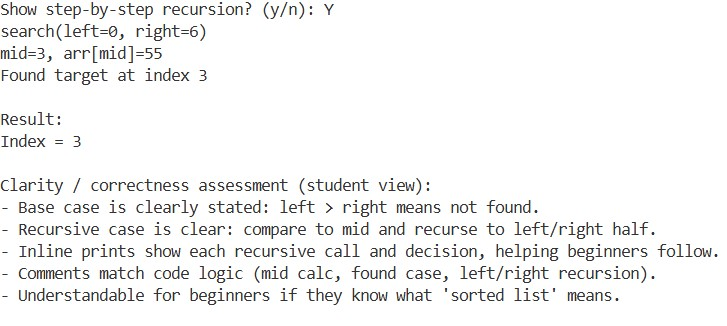 Show step-by-step recursion? (y/n): Y
search(left=0, right=6)
mid=3, arr[mid]=55
Found target at index 3
Result:
Index = 3
Clarity / correctness assessment (student view):
- Base case is clearly stated: left > right means not found.
- Recursive case is clear: compare to mid and recurse to left/right half.
- Inline prints show each recursive call and decision, helping beginners follow.
- Comments match code logic (mid calc, found case, left/right recursion).
- Understandable for beginners if they know what 'sorted list' means.